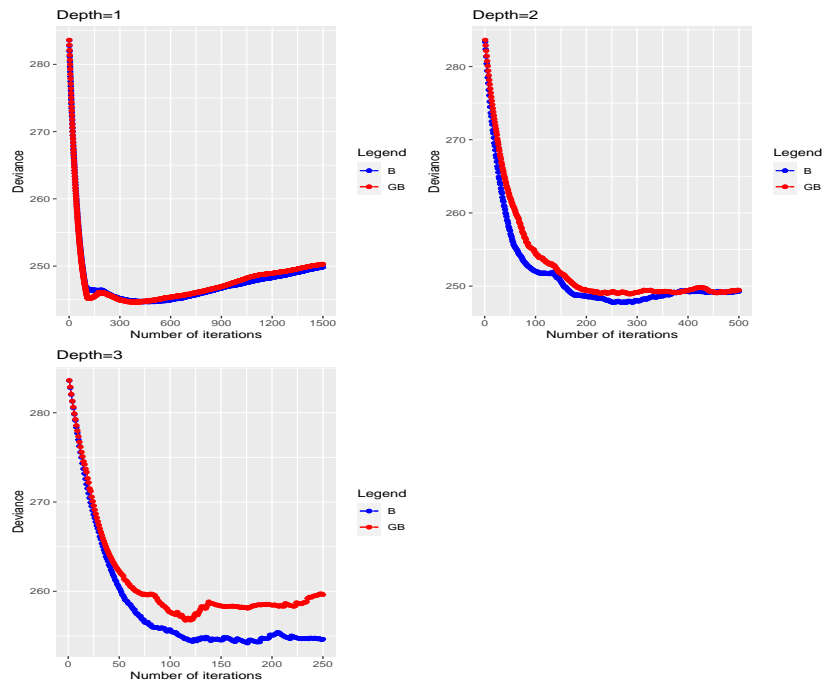 Depth=1
280
270
260
250
Deviance
0
300
600
900
1200
1500
Number of iterations
Legend
B
GB
Depth=2
280
270
260
250
Deviance
0
100
200
300
400
500
Number of iterations
Legend
B
GB
Depth=3
280
270
260
Deviance
0
50
100
150
200
250
Number of iterations
Legend
B
GB